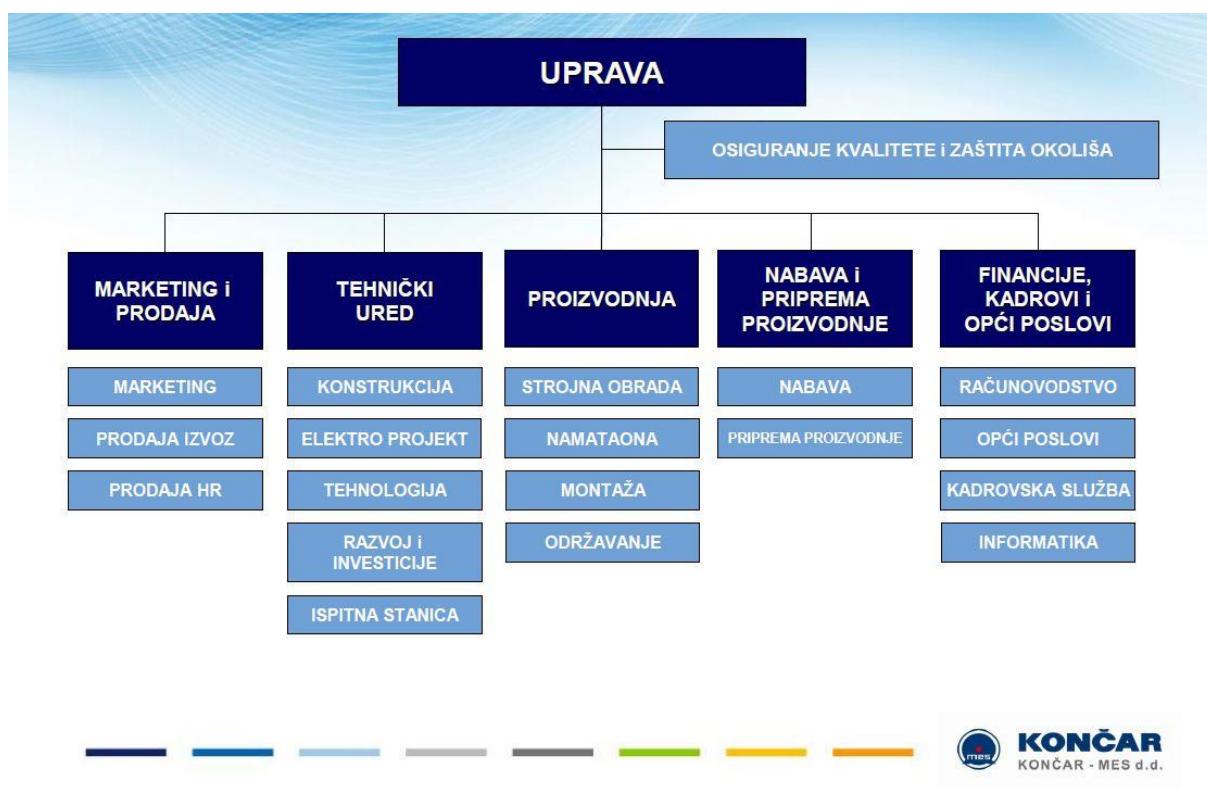 UPRAVA
OSIGURANJE KVALITETE i ZAŠTITA OKOLIŠA
MARKETING i
PRODAJA
MARKETING
PRODAJA IZVOZ
PRODAJA HR
TEHNIČKI
URED
KONSTRUKCIJA
ELEKTRO PROJEKT
TEHNOLOGIJA
RAZVOJ i
INVESTICIJE
ISPITNA STANICA
PROIZVODNJA
STROJNA OBRADA
NAMATAONA
MONTAŽA
ODRŽAVANJE
NABAVA i
PRIPREMA
PROIZVODNJE
NABAVA
PRIPREMA PROIZVODNJE
FINANCIJE,
KADROVI i
OPĆI POSLOVI
RAČUNOVODSTVO
OPĆI POSLOVI
KADROVSKA SLUŽBA
INFORMATIKA
mes
KONČAR
KONČAR - MES d.d.